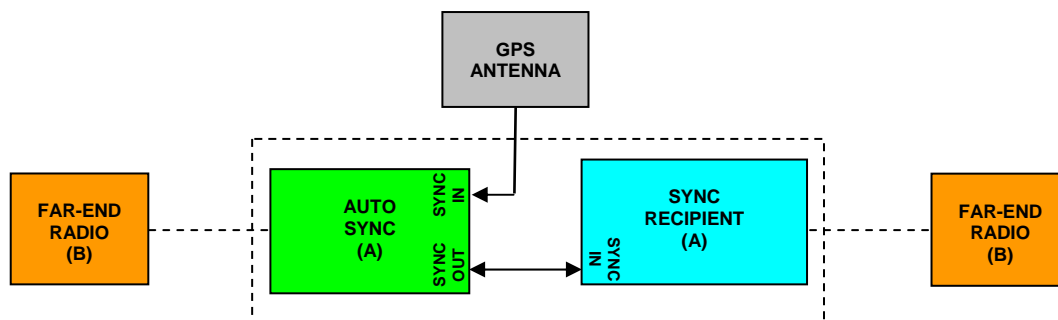 GPS
ANTENNA
FAR-END
RADIO
(B)
AUTO
SYNC
(A)
SYNC
IN
SYNC
OUT
SYNC
RECIPIENT
(A)
SYNC
IN
FAR-END
RADIO
(B)